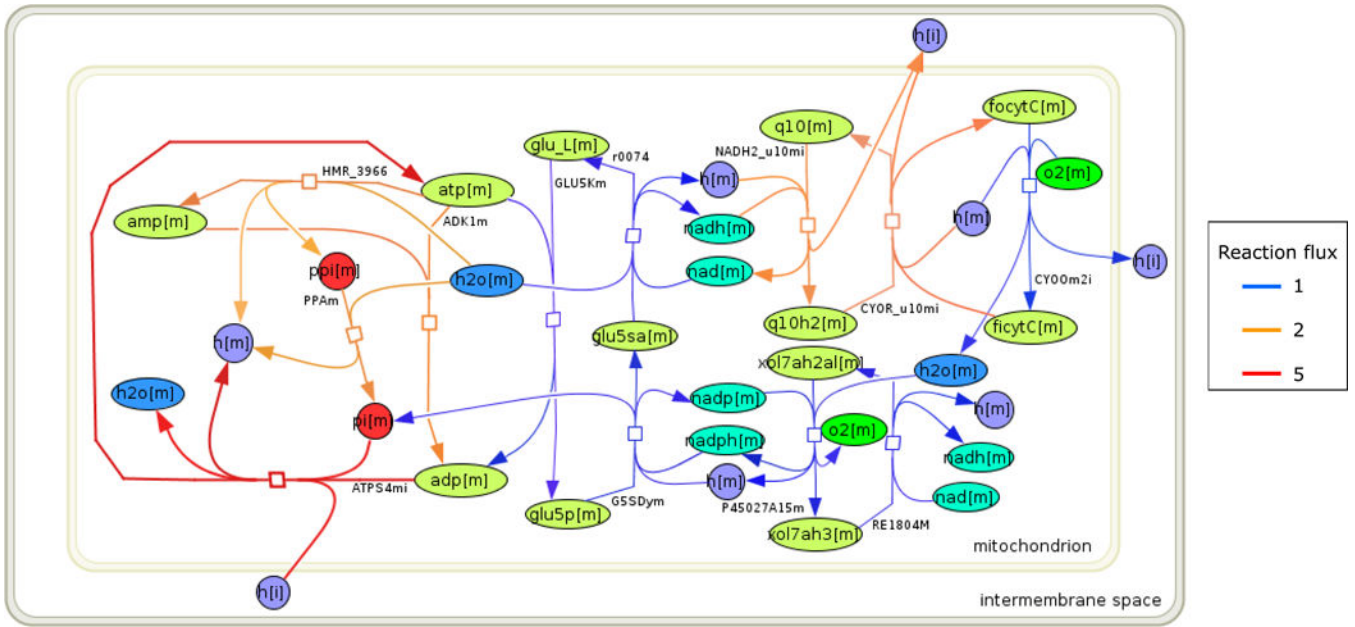 h[i]
q10[m]
focytC[m]
glu_L[m]
r0074
NADH2_u10mi
HMR_3966
GLU5Km
h[m]
o2[m]
atp[m]
ADK1m
amp[m]
nadh[m]
h[m]
ppi[m]
h2o[m]
nad[m]
h[i]
PPAm
CYOOm2i
CYOR_u10mi
q10h2[m]
ficytC[m]
h[m]
glu5sa[m]
xol7ah2al[m]
h2o[m]
h2o[m]
nadp[m]
h[m]
pi[m]
o2[m]
nadph[m]
nadh[m]
adp[m]
ATPS4mi
h[m]
nad[m]
glu5p[m]
G5SDym
P45027A15m
RE1804M
xol7ah3[m]
mitochondrion
h[i]
intermembrane space
Reaction flux
1
2
5